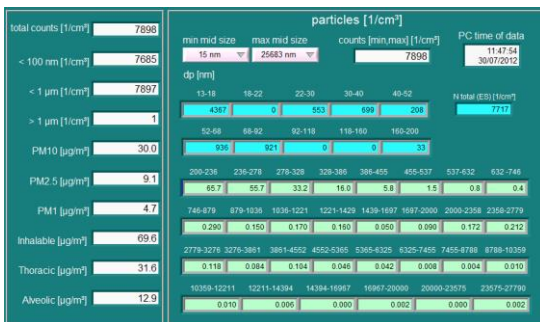 particles [1/cm³]
total counts [1/cm³] 7898
< 100 nm [1/cm³] 7685
< 1 µm [1/cm³] 7897
> 1 µm [1/cm³] 1
PM10 [µg/m³] 30.0
PM2.5 [µg/m³] 9.1
PM1 [µg/m³] 4.7
Inhalable [µg/m³] 69.6
Thoracic [µg/m³] 31.6
Alveolic [µg/m³] 12.9
min mid size max mid size counts [min,max] [1/cm³] PC time of data
15 nm 25683 nm 7898 11:47:54
30/07/2012
dp [nm]
13-18 18-22 22-30 30-40 40-52 N total (ES) [1/cm³]
4367 0 553 699 208 7717
52-68 68-92 92-118 118-160 160-200
936 921 0 0 33
200-236 236-278 278-328 328-386 386-455 455-537 537-632 632-746
65.7 55.7 33.2 16.0 5.8 1.5 0.8 0.4
746-879 879-1036 1036-1221 1221-1429 1439-1697 1697-2000 2000-2358 2358-2779
0.290 0.150 0.170 0.160 0.050 0.090 0.172 0.212
2779-3276 3276-3861 3861-4552 4552-5365 5365-6325 6325-7455 7455-8788 8788-10359
0.118 0.084 0.104 0.046 0.042 0.008 0.004 0.010
10359-12211 12211-14394 14394-16967 16967-20000 20000-23575 23575-27790
0.010 0.006 0.000 0.002 0.000 0.002